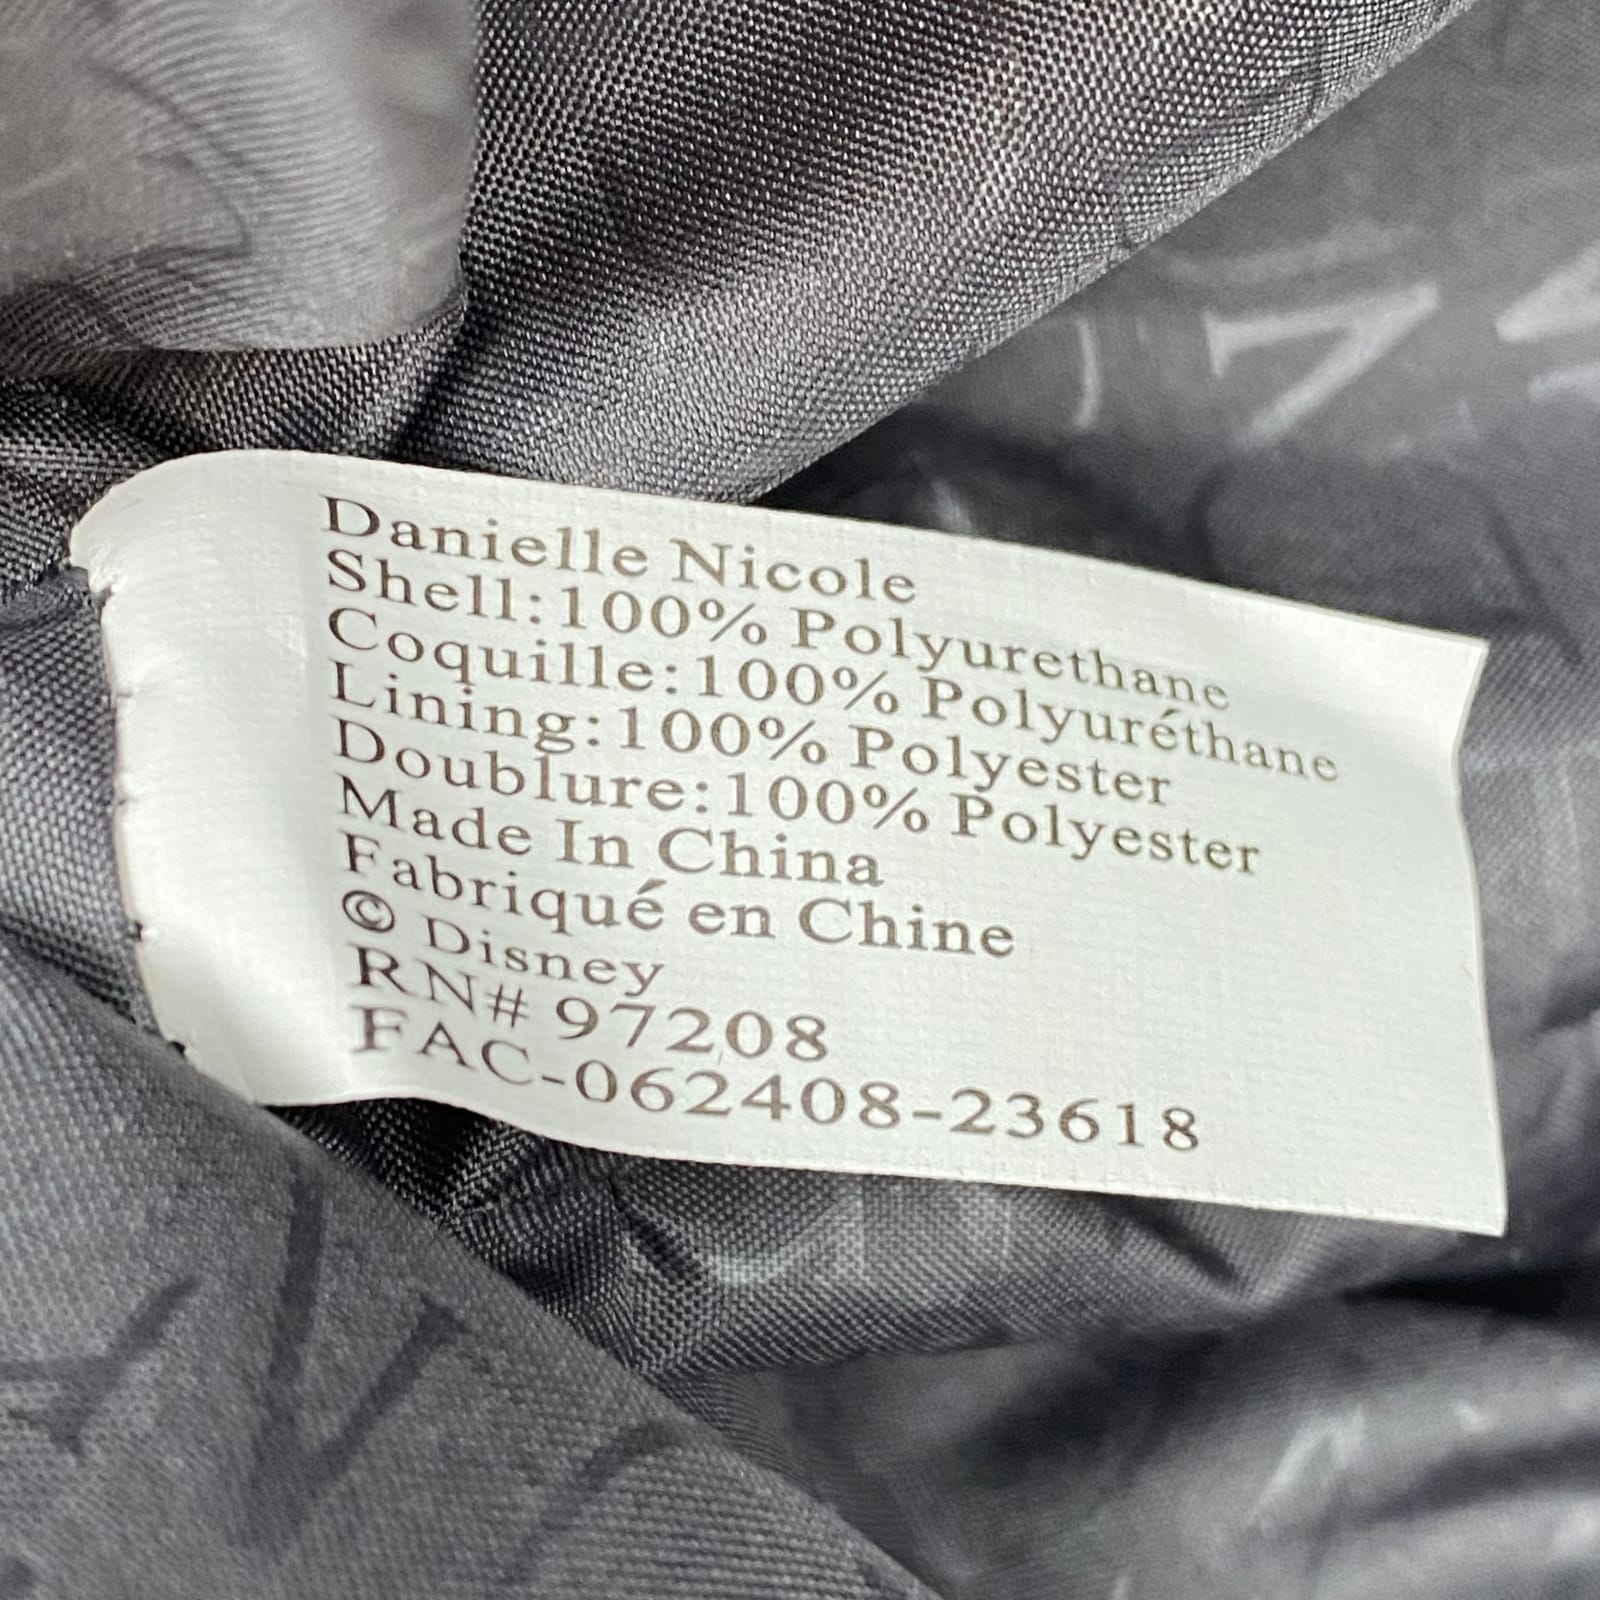 Danielle Nicole
Shell:100% Polyurethane
Coquille:100% Polyuréthane
Lining:100% Polyester
Doublure:100% Polyester
Made In China
Fabriqué en Chine
© Disney
RN# 97208
FAC-062408-23618